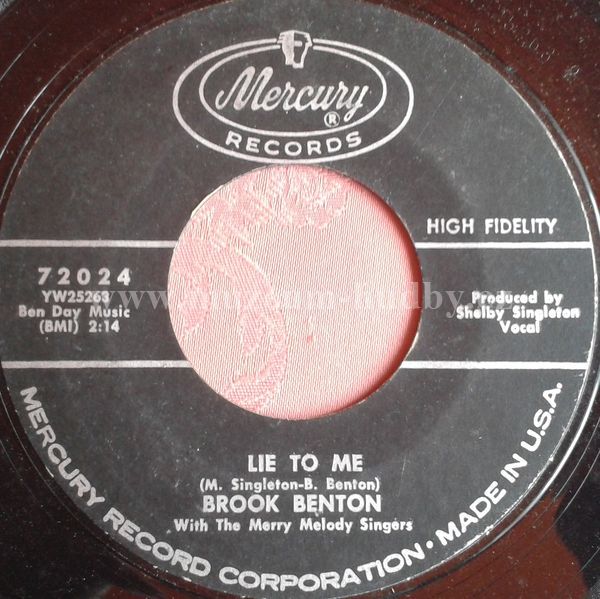 Mercury
®
RECORDS
HIGH FIDELITY
72024
YW25263
Ben Day Music
(BMI) 2:14
Produced by
Shelby Singleton
Vocal
LIE TO ME
(M. Singleton-B. Benton)
BROOK BENTON
With The Merry Melody Singers
MERCURY RECORD CORPORATION • MADE IN U.S.A.